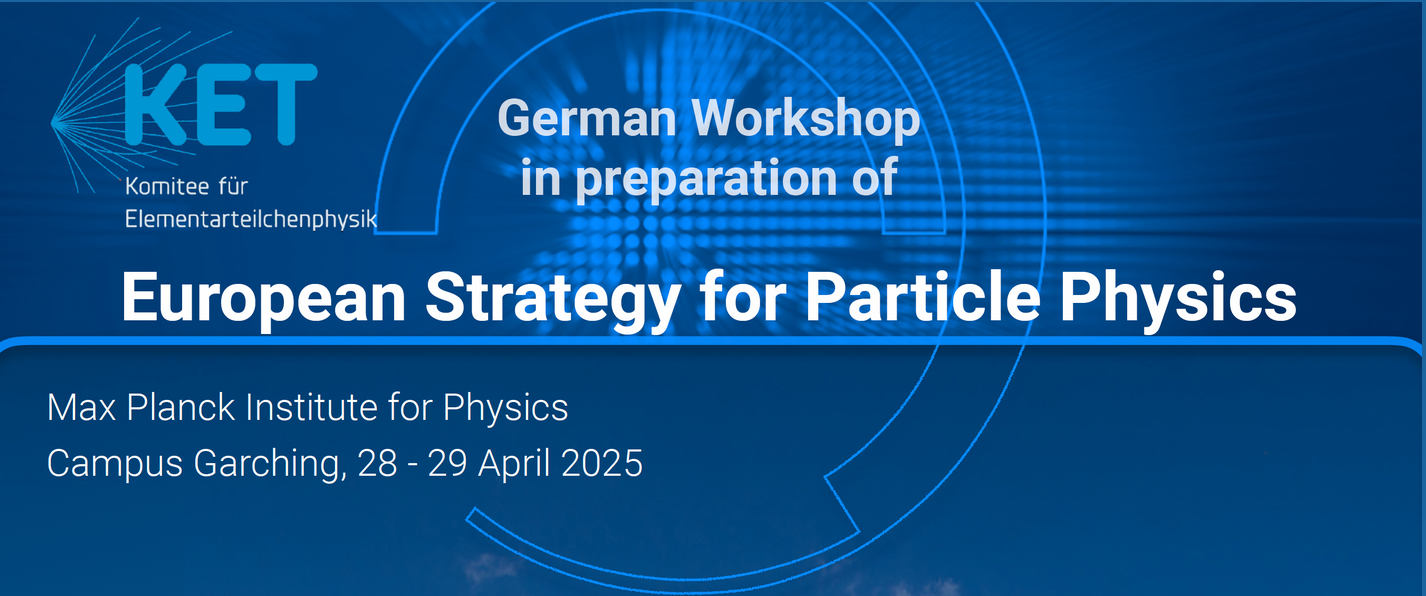 KET
Komitee für
Elementarteilchenphysik
German Workshop
in preparation of
European Strategy for Particle Physics
Max Planck Institute for Physics
Campus Garching, 28 - 29 April 2025